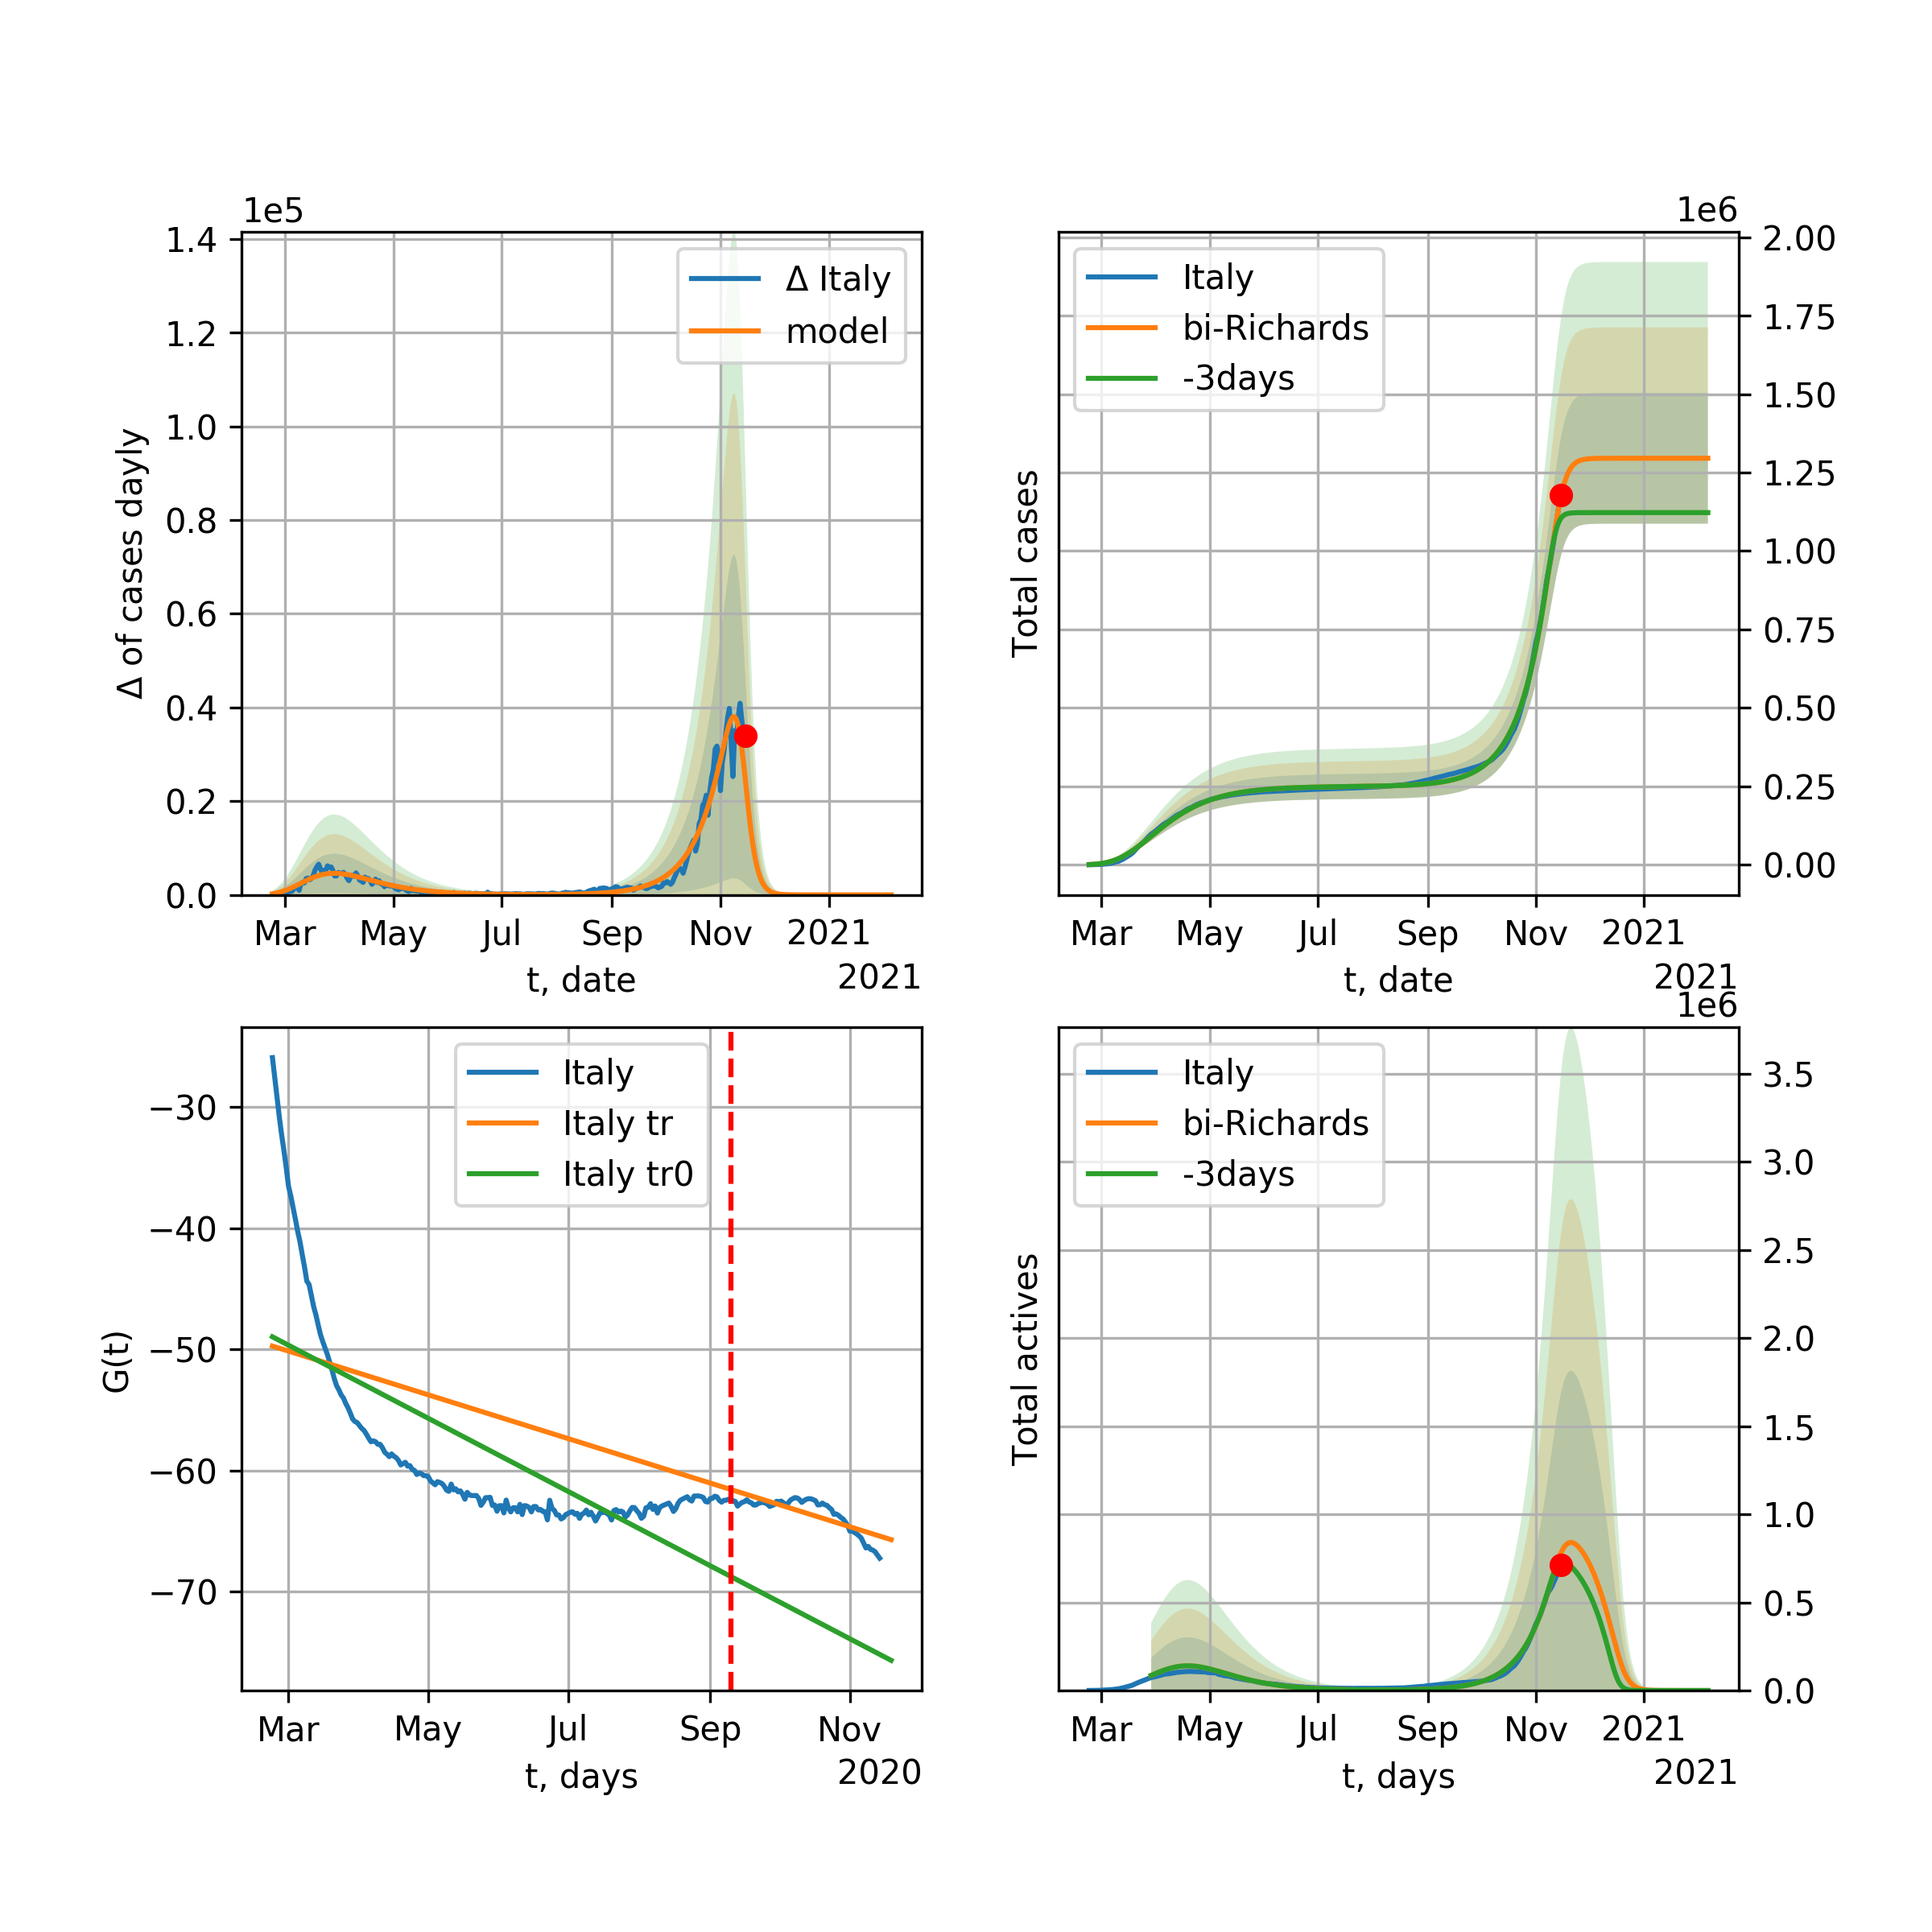 1e5
1.4
1.2
1.0
0.8
0.6
0.4
0.2
0.0
Δ of cases dayly
Δ Italy
model
Mar May Jul Sep Nov 2021
t, date
2021
1e6
2.00
1.75
1.50
1.25
1.00
0.75
0.50
0.25
0.00
Total cases
Italy
bi-Richards
-3days
Mar May Jul Sep Nov 2021
t, date
2021
−30
−40
−50
−60
−70
G(t)
Italy
Italy tr
Italy tr0
Mar May Jul Sep Nov
t, days
2020
1e6
3.5
3.0
2.5
2.0
1.5
1.0
0.5
0.0
Total actives
Italy
bi-Richards
-3days
Mar May Jul Sep Nov 2021
t, days
2021